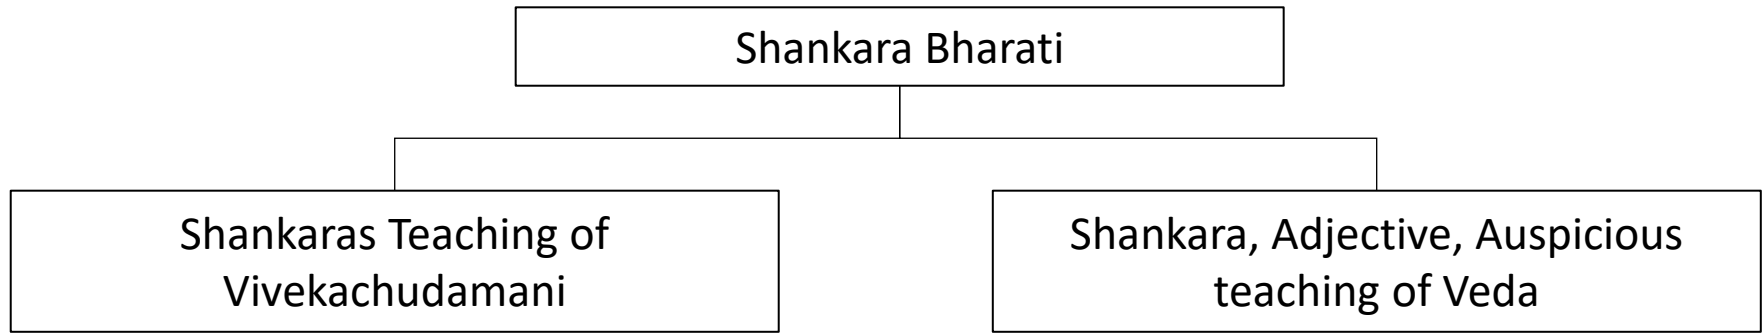 Shankara Bharati
Shankaras Teaching of
Vivekachudamani
Shankara, Adjective, Auspicious
teaching of Veda